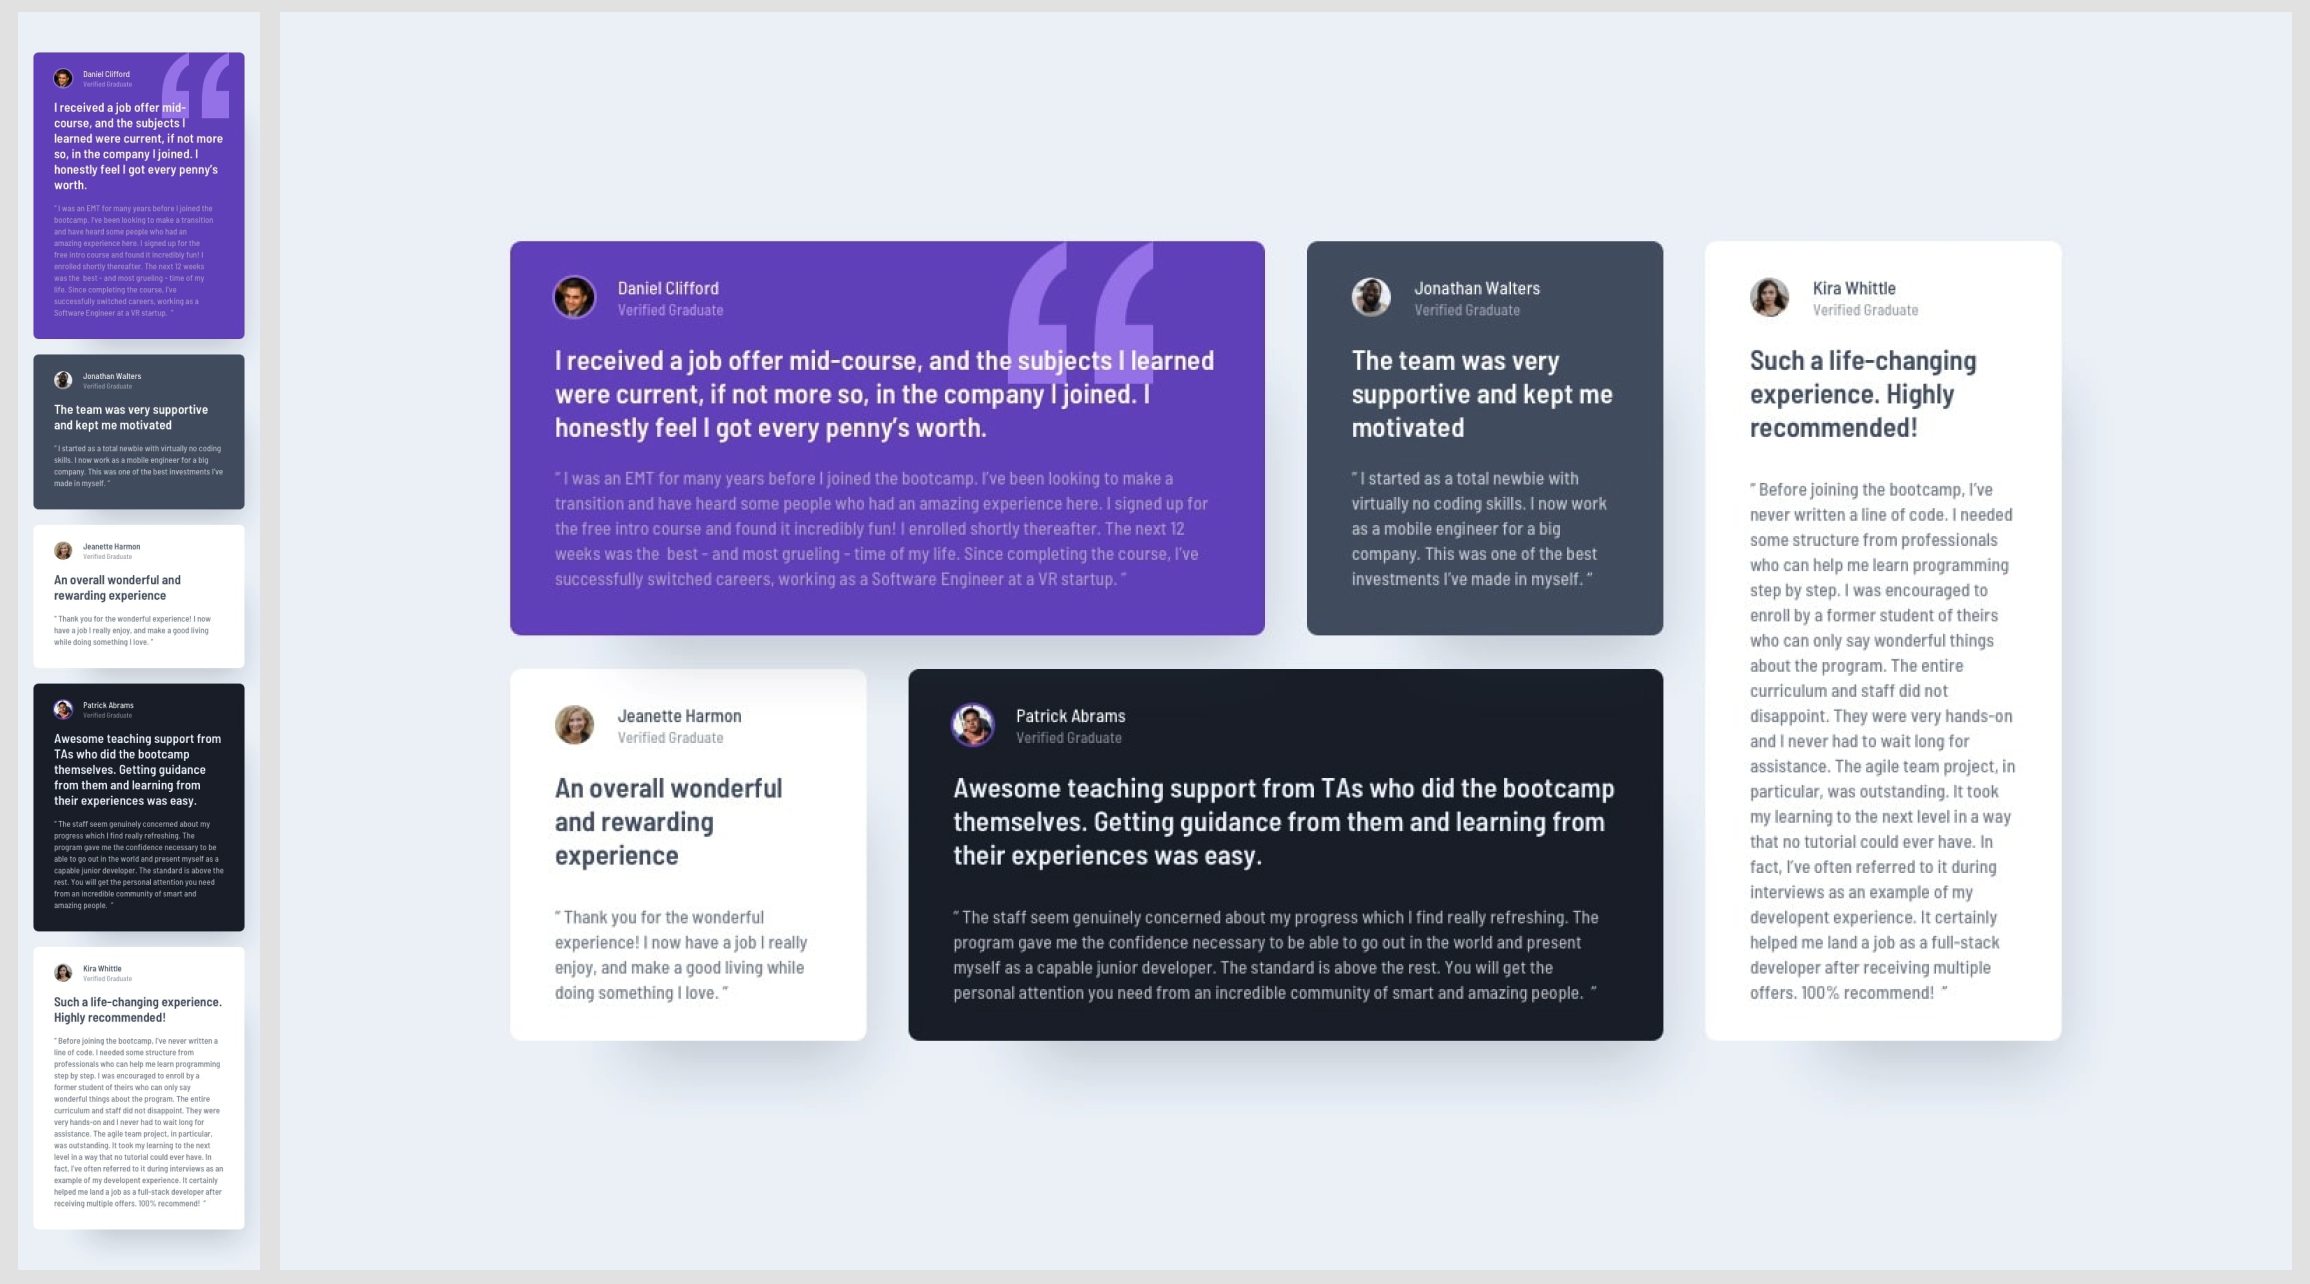 Daniel Clifford
Verified Graduate
I received a job offer mid-
course, and the subjects I
learned were current, if not more
so, in the company I joined. I
honestly feel I got every penny’s
worth.
“ I was an EMT for many years before I joined the
bootcamp. I’ve been looking to make a transition
and have heard some people who had an
amazing experience here. I signed up for the
free intro course and found it incredibly fun! I
enrolled shortly thereafter. The next 12 weeks
was the best - and most grueling - time of my
life. Since completing the course, I’ve
successfully switched careers, working as a
Software Engineer at a VR startup. ”
Jonathan Walters
Verified Graduate
The team was very supportive
and kept me motivated
“ I started as a total newbie with virtually no coding
skills. I now work as a mobile engineer for a big
company. This was one of the best investments I’ve
made in myself. ”
Jeanette Harmon
Verified Graduate
An overall wonderful and
rewarding experience
“ Thank you for the wonderful experience! I now
have a job I really enjoy, and make a good living
while doing something I love. ”
Patrick Abrams
Verified Graduate
Awesome teaching support from
TAs who did the bootcamp
themselves. Getting guidance
from them and learning from
their experiences was easy.
“ The staff seem genuinely concerned about my
progress which I find really refreshing. The
program gave me the confidence necessary to be
able to go out in the world and present myself as a
capable junior developer. The standard is above the
rest. You will get the personal attention you need
from an incredible community of smart and
amazing people. ”
Kira Whittle
Verified Graduate
Such a life-changing experience.
Highly recommended!
“ Before joining the bootcamp, I’ve never written a
line of code. I needed some structure from
professionals who can help me learn programming
step by step. I was encouraged to enroll by a
former student of theirs who can only say
wonderful things about the program. The entire
curriculum and staff did not disappoint. They were
very hands-on and I never had to wait long for
assistance. The agile team project, in particular,
was outstanding. It took my learning to the next
level in a way that no tutorial could ever have. In
fact, I’ve often referred to it during interviews as an
example of my developent experience. It certainly
helped me land a job as a full-stack developer after
receiving multiple offers. 100% recommend! ”
Daniel Clifford
Verified Graduate
I received a job offer mid-course, and the subjects I learned
were current, if not more so, in the company I joined. I
honestly feel I got every penny’s worth.
“ I was an EMT for many years before I joined the bootcamp. I’ve been looking to make a
transition and have heard some people who had an amazing experience here. I signed up for
the free intro course and found it incredibly fun! I enrolled shortly thereafter. The next 12
weeks was the best - and most grueling - time of my life. Since completing the course, I’ve
successfully switched careers, working as a Software Engineer at a VR startup. ”
Jonathan Walters
Verified Graduate
The team was very
supportive and kept me
motivated
“ I started as a total newbie with
virtually no coding skills. I now work
as a mobile engineer for a big
company. This was one of the best
investments I’ve made in myself. ”
Kira Whittle
Verified Graduate
Such a life-changing
experience. Highly
recommended!
“ Before joining the bootcamp, I’ve
never written a line of code. I needed
some structure from professionals
who can help me learn programming
step by step. I was encouraged to
enroll by a former student of theirs
who can only say wonderful things
about the program. The entire
curriculum and staff did not
disappoint. They were very hands-on
and I never had to wait long for
assistance. The agile team project, in
particular, was outstanding. It took
my learning to the next level in a way
that no tutorial could ever have. In
fact, I’ve often referred to it during
interviews as an example of my
developent experience. It certainly
helped me land a job as a full-stack
developer after receiving multiple
offers. 100% recommend! ”
Jeanette Harmon
Verified Graduate
An overall wonderful
and rewarding
experience
“ Thank you for the wonderful
experience! I now have a job I really
enjoy, and make a good living while
doing something I love. ”
Patrick Abrams
Verified Graduate
Awesome teaching support from TAs who did the bootcamp
themselves. Getting guidance from them and learning from
their experiences was easy.
“ The staff seem genuinely concerned about my progress which I find really refreshing. The
program gave me the confidence necessary to be able to go out in the world and present
myself as a capable junior developer. The standard is above the rest. You will get the
personal attention you need from an incredible community of smart and amazing people. ”